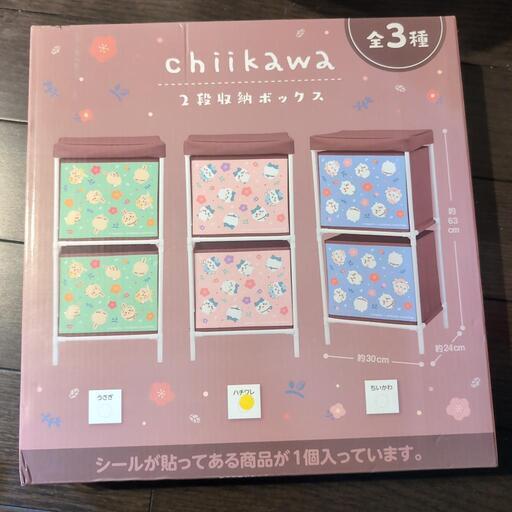 全3種
chiikawa
2段収納ボックス
約63cm
約30cm
約24cm
うさぎ
ハチワレ
ちいかわ
シールが貼ってある商品が1個入っています。